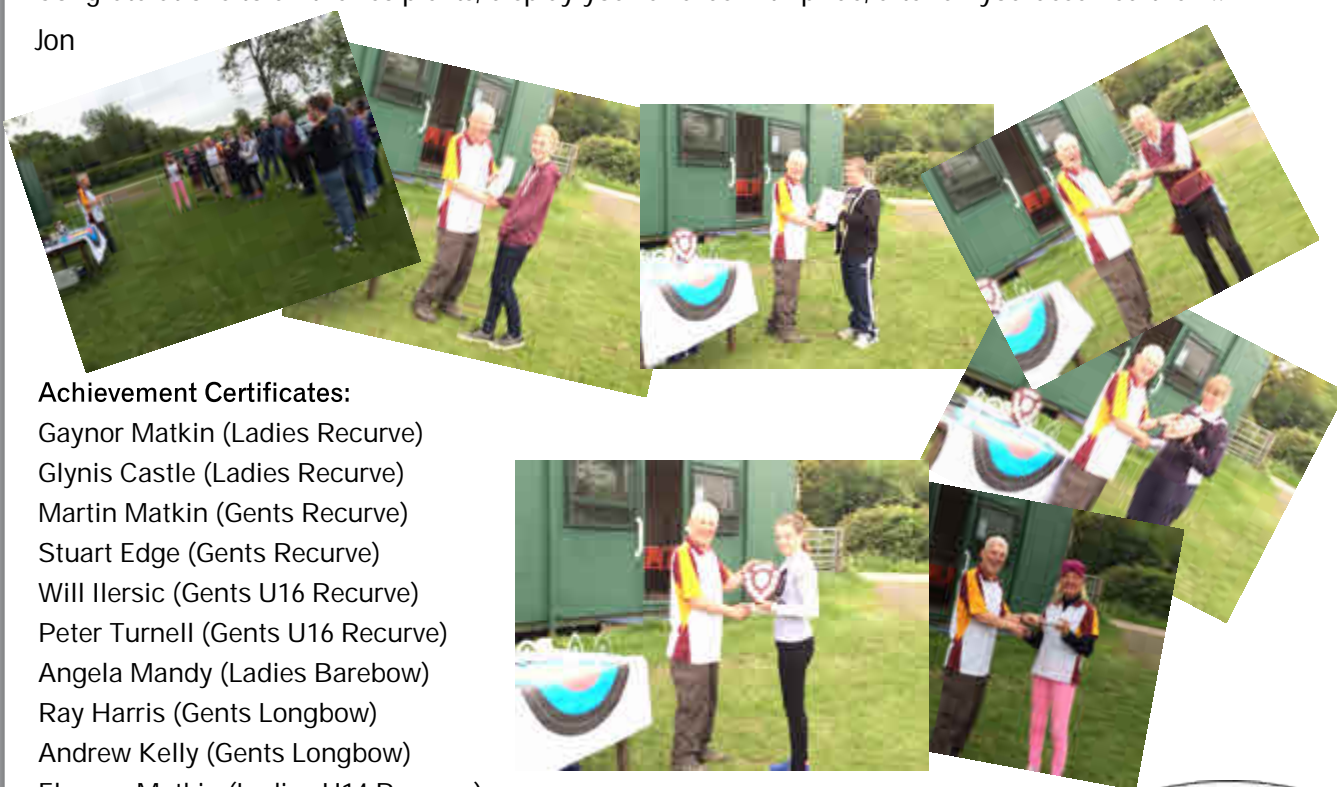 Jon
Achievement Certificates:
Gaynor Matkin (Ladies Recurve)
Glynis Castle (Ladies Recurve)
Martin Matkin (Gents Recurve)
Stuart Edge (Gents Recurve)
Will Ilersic (Gents U16 Recurve)
Peter Turnell (Gents U16 Recurve)
Angela Mandy (Ladies Barebow)
Ray Harris (Gents Longbow)
Andrew Kelly (Gents Longbow)